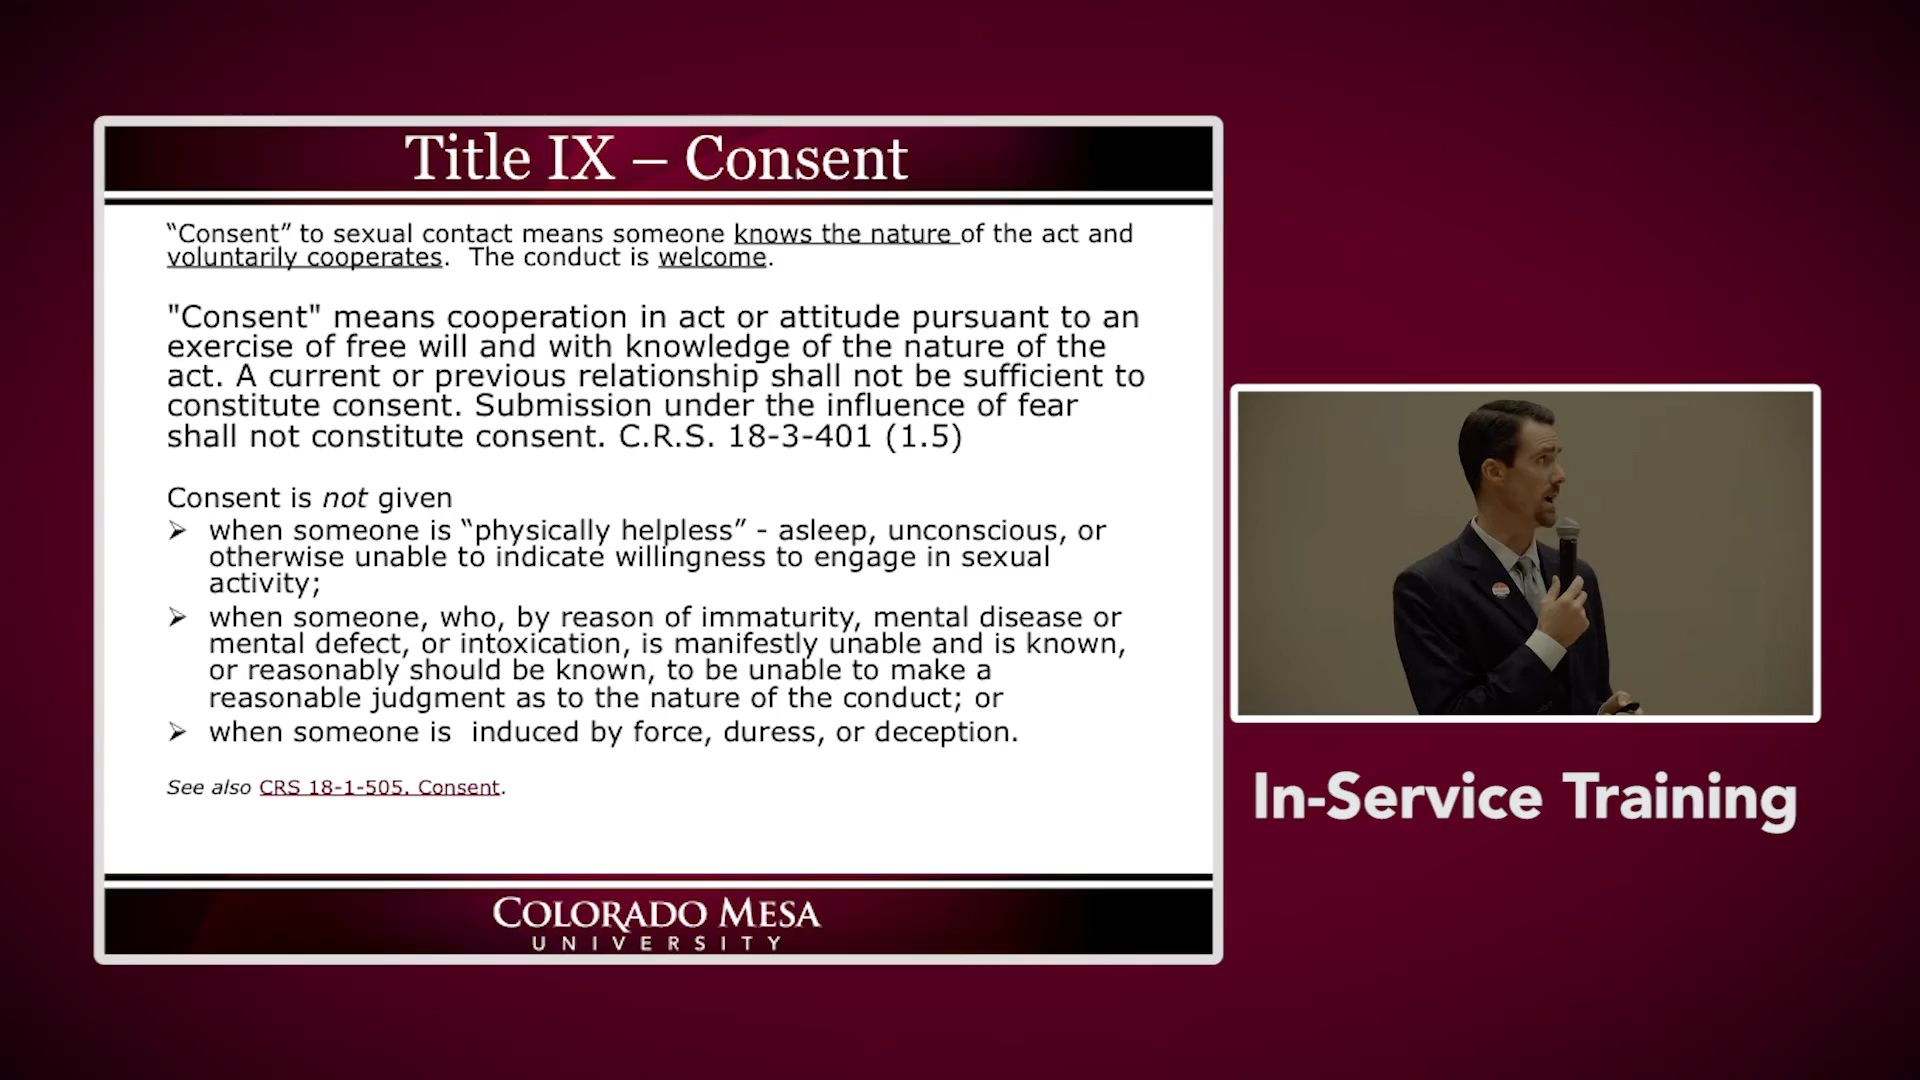 Title IX – Consent
“Consent” to sexual contact means someone knows the nature of the act and
voluntarily cooperates.  The conduct is welcome.
"Consent" means cooperation in act or attitude pursuant to an
exercise of free will and with knowledge of the nature of the
act. A current or previous relationship shall not be sufficient to
constitute consent. Submission under the influence of fear
shall not constitute consent. C.R.S. 18-3-401 (1.5)
Consent is not given
➢ when someone is “physically helpless” - asleep, unconscious, or
otherwise unable to indicate willingness to engage in sexual
activity;
➢ when someone, who, by reason of immaturity, mental disease or
mental defect, or intoxication, is manifestly unable and is known,
or reasonably should be known, to be unable to make a
reasonable judgment as to the nature of the conduct; or
➢ when someone is  induced by force, duress, or deception.
See also CRS 18-1-505. Consent.
COLORADO MESA
UNIVERSITY
In-Service Training